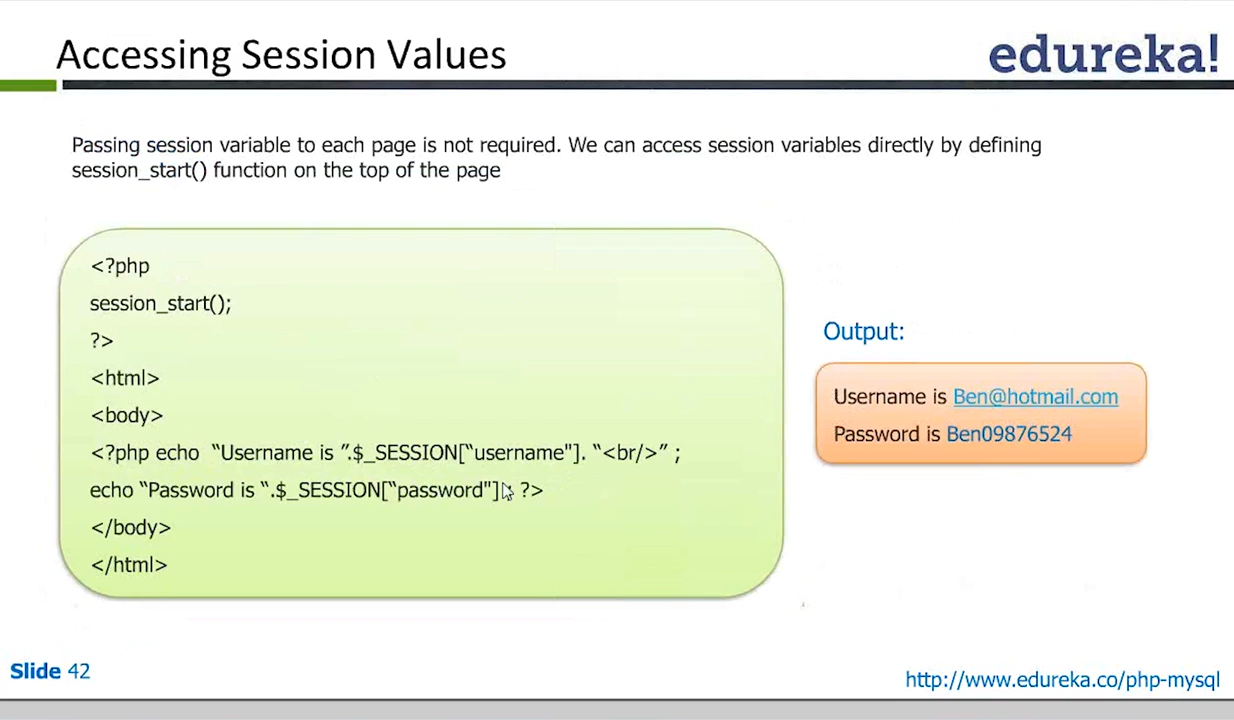 Accessing Session Values
edureka!
Passing session variable to each page is not required. We can access session variables directly by defining
session_start() function on the top of the page
<?php
session_start();
?>
<html>
<body>
<?php echo “Username is ”.$_SESSION[“username"]. “<br/>” ;
echo “Password is “.$_SESSION[“password"] ?>
</body>
</html>
Output:
Username is Ben@hotmail.com
Password is Ben09876524
Slide 42
http://www.edureka.co/php-mysql